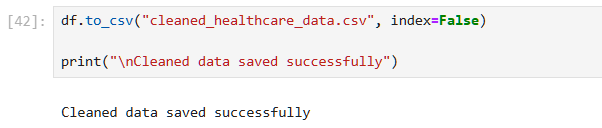 [42]: df.to_csv("cleaned_healthcare_data.csv", index=False)
print("\nCleaned data saved successfully")
Cleaned data saved successfully